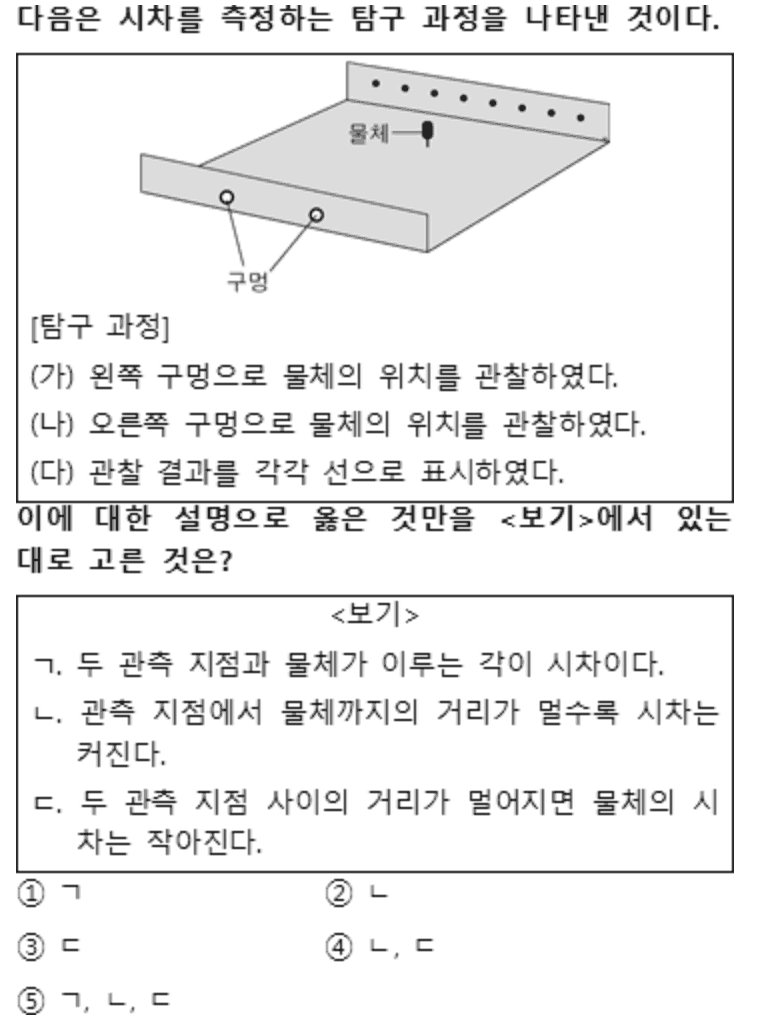 다음은 시차를 측정하는 탐구 과정을 나타낸 것이다.
물체
구멍
[탐구 과정]
(가) 왼쪽 구멍으로 물체의 위치를 관찰하였다.
(나) 오른쪽 구멍으로 물체의 위치를 관찰하였다.
(다) 관찰 결과를 각각 선으로 표시하였다.
이에 대한 설명으로 옳은 것만을 <보기>에서 있는
대로 고른 것은?
<보기>
ㄱ. 두 관측 지점과 물체가 이루는 각이 시차이다.
ㄴ. 관측 지점에서 물체까지의 거리가 멀수록 시차는
커진다.
ㄷ. 두 관측 지점 사이의 거리가 멀어지면 물체의 시
차는 작아진다.
① ㄱ ② ㄴ
③ ㄷ ④ ㄴ, ㄷ
⑤ ㄱ, ㄴ, ㄷ